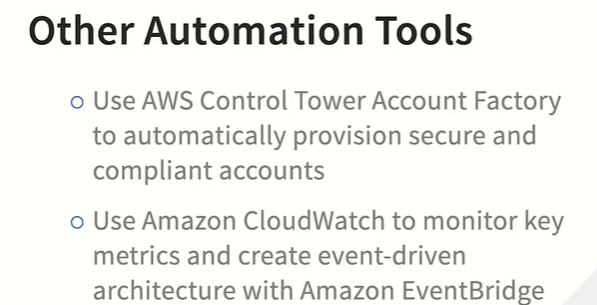 Other Automation Tools
Use AWS Control Tower Account Factory
to automatically provision secure and
compliant accounts
Use Amazon CloudWatch to monitor key
metrics and create event-driven
architecture with Amazon EventBridge